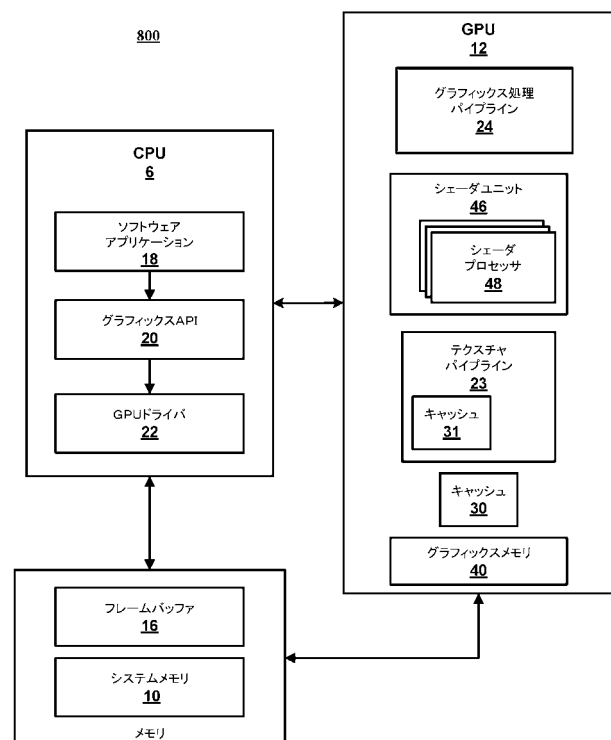 800
CPU
6
ソフトウェア
アプリケーション
18
グラフィックスAPI
20
GPUドライバ
22
GPU
12
グラフィックス処理
パイプライン
24
シェーダユニット
46
シェーダ
プロセッサ
48
テクスチャ
パイプライン
23
キャッシュ
31
キャッシュ
30
グラフィックスメモリ
40
フレームバッファ
16
システムメモリ
10
メモリ